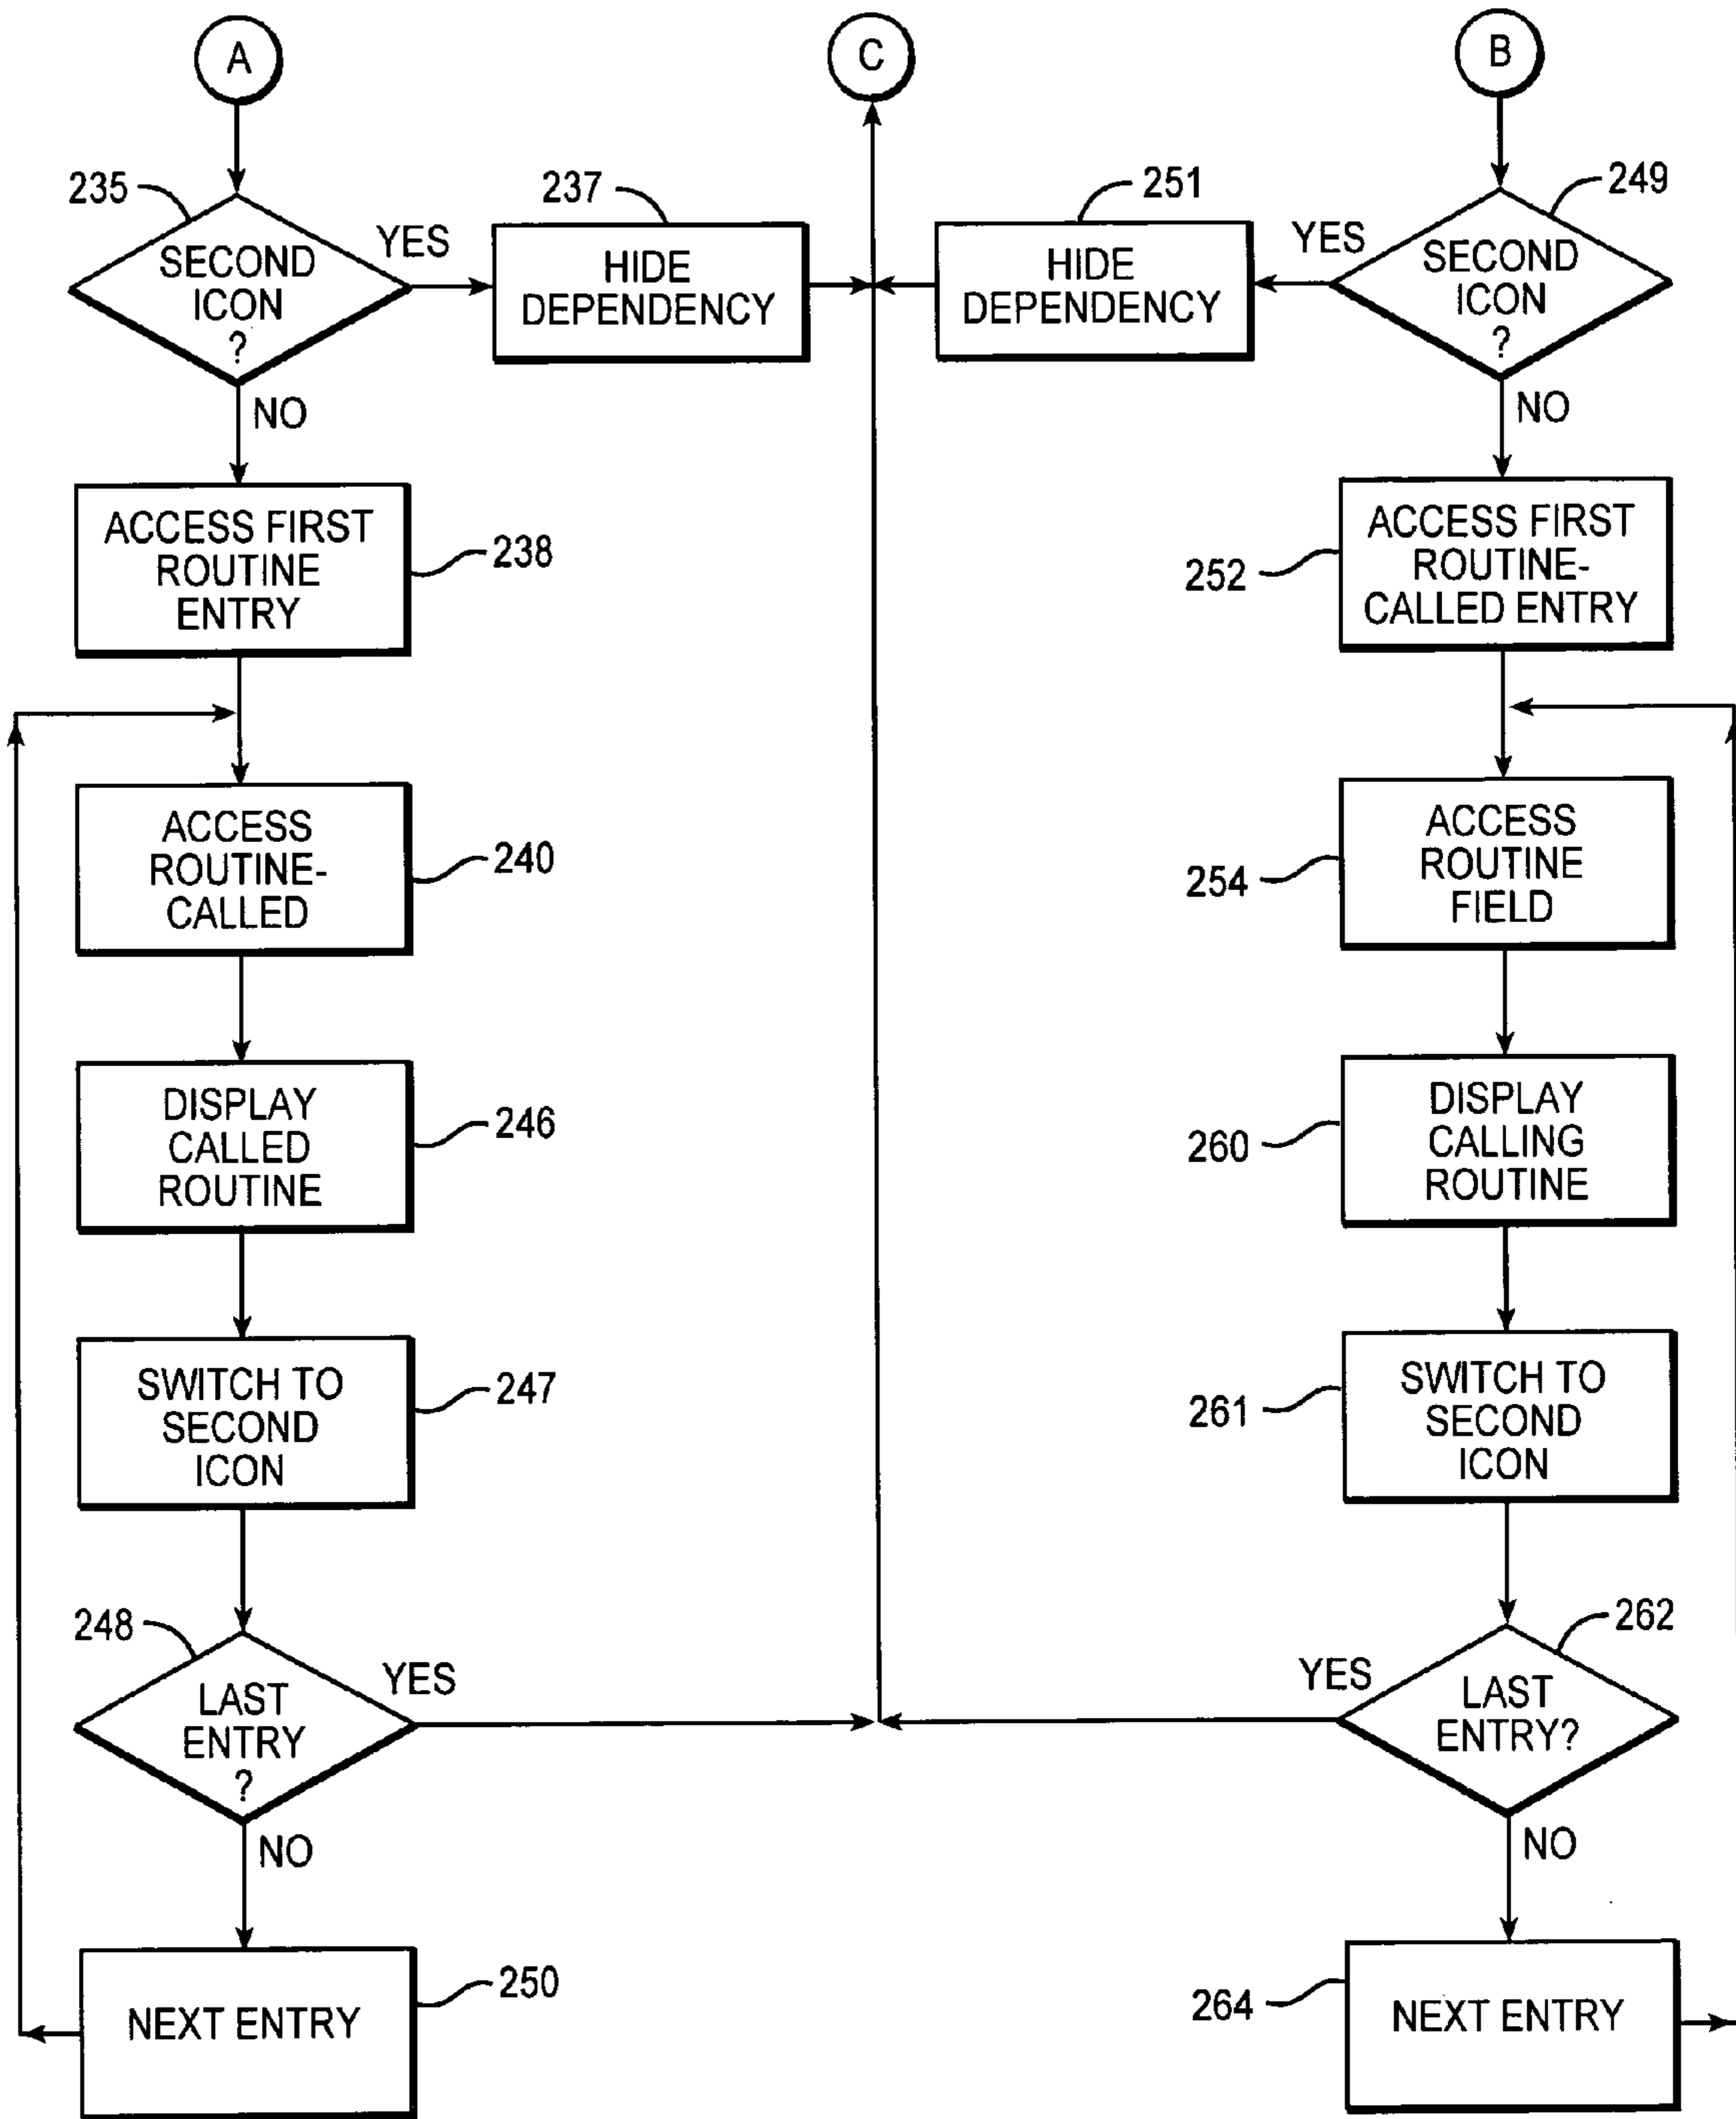 A
C
B
235
237
251
249
SECOND
ICON
?
YES
HIDE
DEPENDENCY
HIDE
DEPENDENCY
YES
SECOND
ICON
?
NO
NO
ACCESS FIRST
ROUTINE
ENTRY
238
252
ACCESS FIRST
ROUTINE-
CALLED ENTRY
ACCESS
ROUTINE-
CALLED
240
254
ACCESS
ROUTINE
FIELD
DISPLAY
CALLED
ROUTINE
246
260
DISPLAY
CALLING
ROUTINE
SWITCH TO
SECOND
ICON
247
261
SWITCH TO
SECOND
ICON
248
262
LAST
ENTRY
?
YES
YES
LAST
ENTRY?
NO
NO
NEXT ENTRY
250
264
NEXT ENTRY